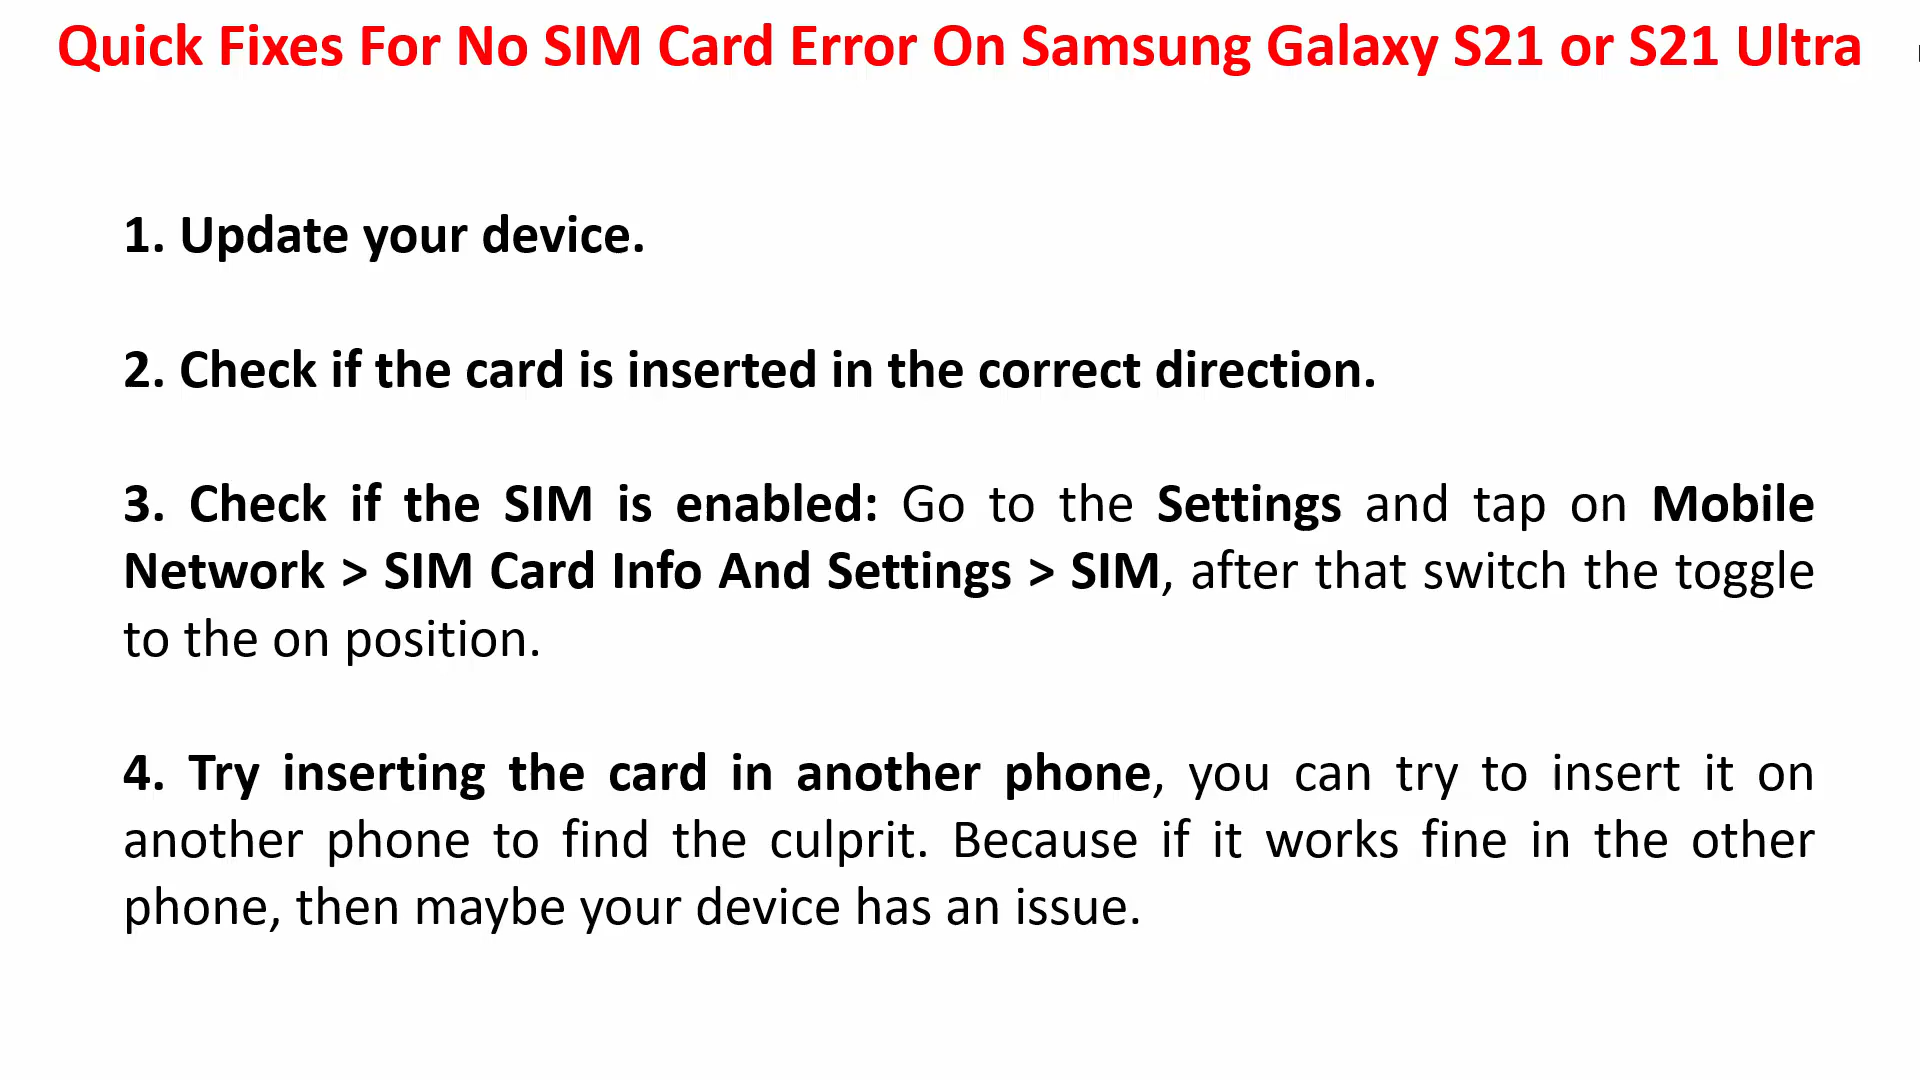 Quick Fixes For No SIM Card Error On Samsung Galaxy S21 or S21 Ultra
1. Update your device.
2. Check if the card is inserted in the correct direction.
3. Check if the SIM is enabled: Go to the Settings and tap on Mobile
Network > SIM Card Info And Settings > SIM, after that switch the toggle
to the on position.
4. Try inserting the card in another phone, you can try to insert it on
another phone to find the culprit. Because if it works fine in the other
phone, then maybe your device has an issue.